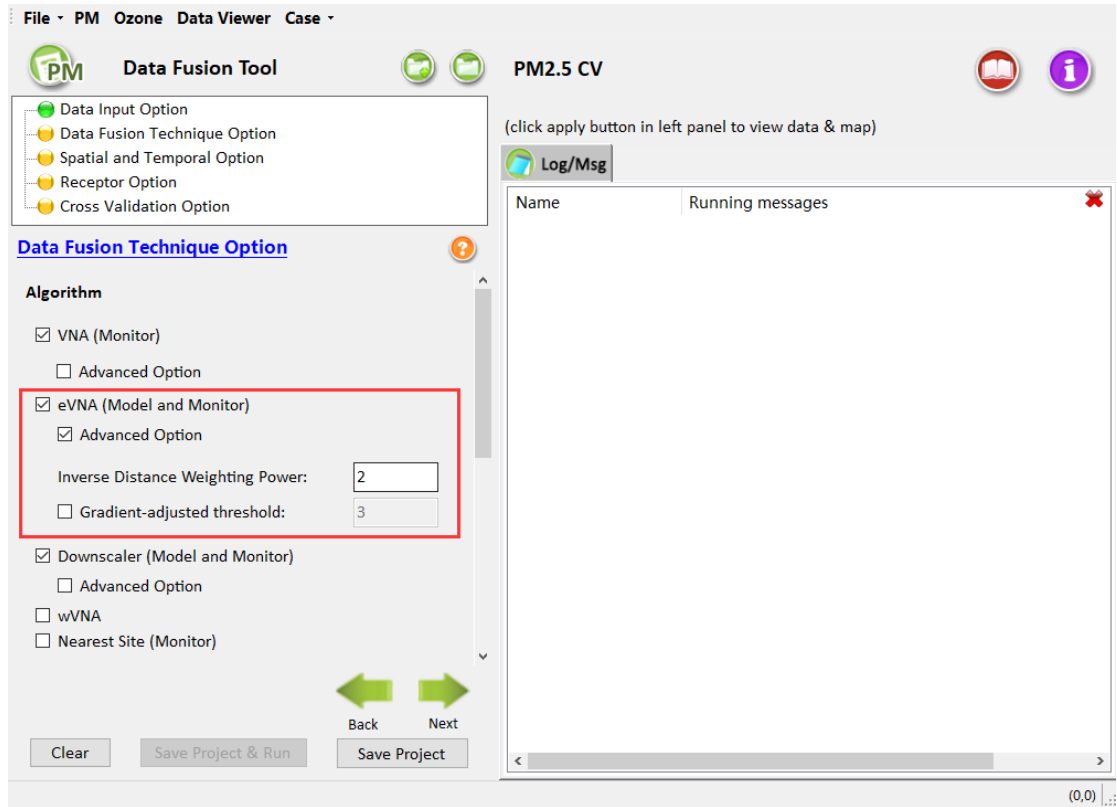 File PM Ozone Data Viewer Case
PM Data Fusion Tool
PM2.5 CV
i
Data Input Option
Data Fusion Technique Option
Spatial and Temporal Option
Receptor Option
Cross Validation Option
(click apply button in left panel to view data & map)
Log/Msg
Name Running messages
Data Fusion Technique Option
?
Algorithm
VNA (Monitor)
Advanced Option
eVNA (Model and Monitor)
Advanced Option
Inverse Distance Weighting Power: 2
Gradient-adjusted threshold: 3
Downscaler (Model and Monitor)
Advanced Option
wVNA
Nearest Site (Monitor)
Back Next
Clear Save Project & Run Save Project
(0,0)